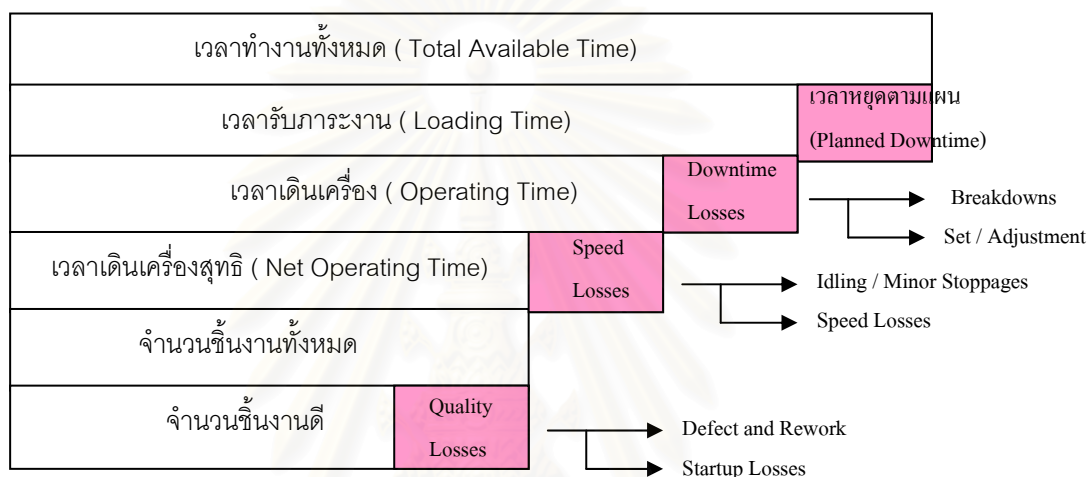 เวลาทำงานทั้งหมด ( Total Available Time)
เวลารับภาระงาน ( Loading Time)
เวลาหยุดตามแผน
(Planned Downtime)
เวลาเดินเครื่อง ( Operating Time)
Downtime
Losses
Breakdowns
Set / Adjustment
เวลาเดินเครื่องสุทธิ ( Net Operating Time)
Speed
Losses
Idling / Minor Stoppages
Speed Losses
จำนวนชิ้นงานทั้งหมด
จำนวนชิ้นงานดี
Quality
Losses
Defect and Rework
Startup Losses